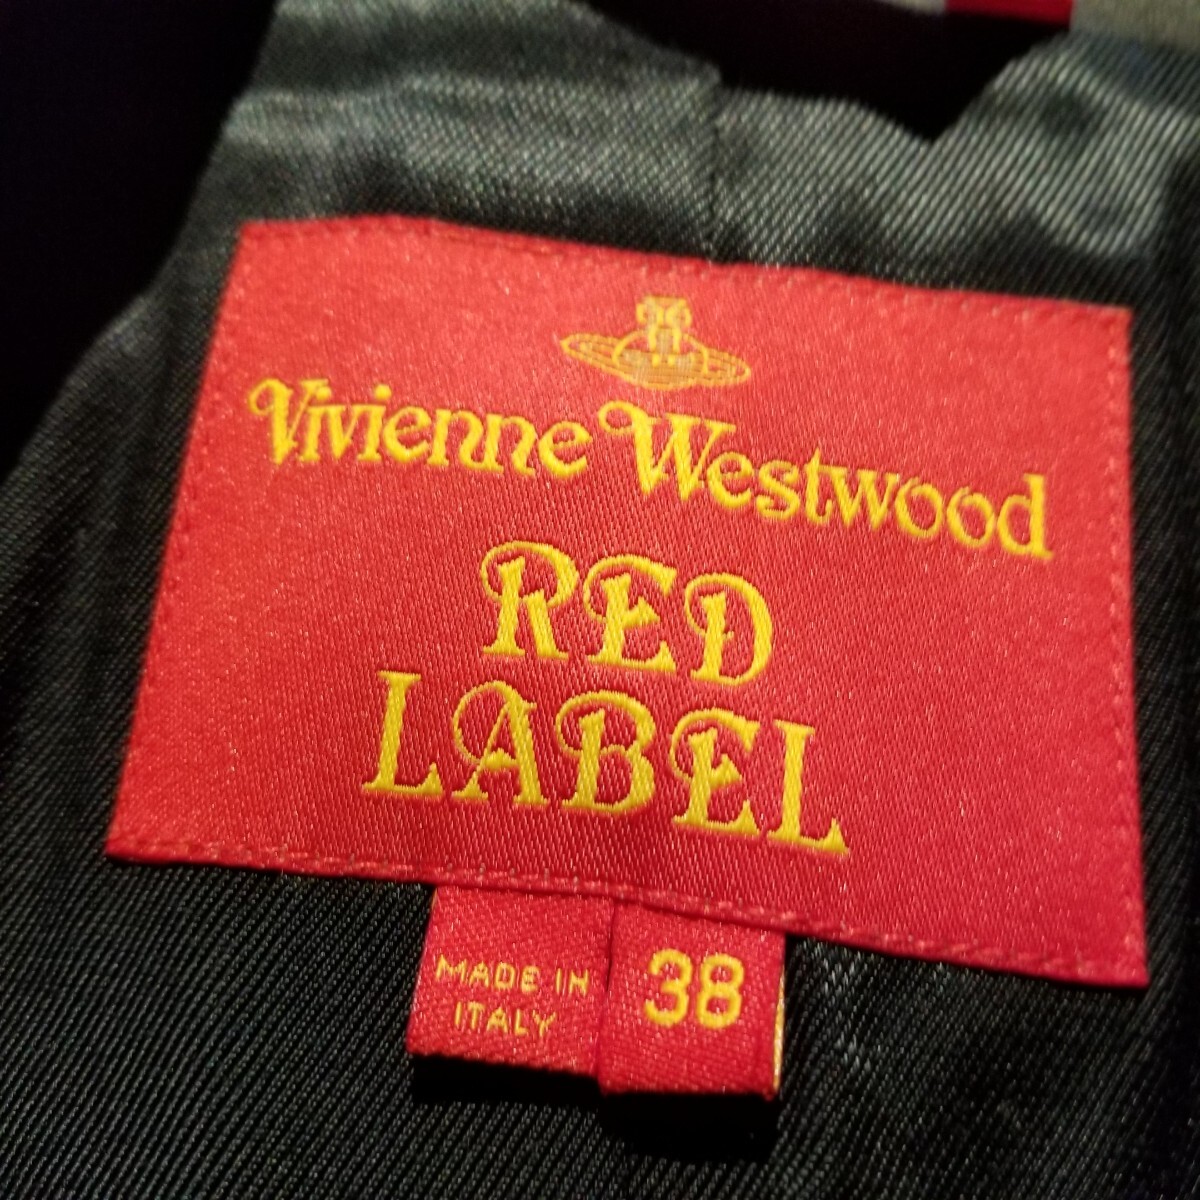 Vivienne Westwood
RED
LABEL
MADE IN
ITALY
38